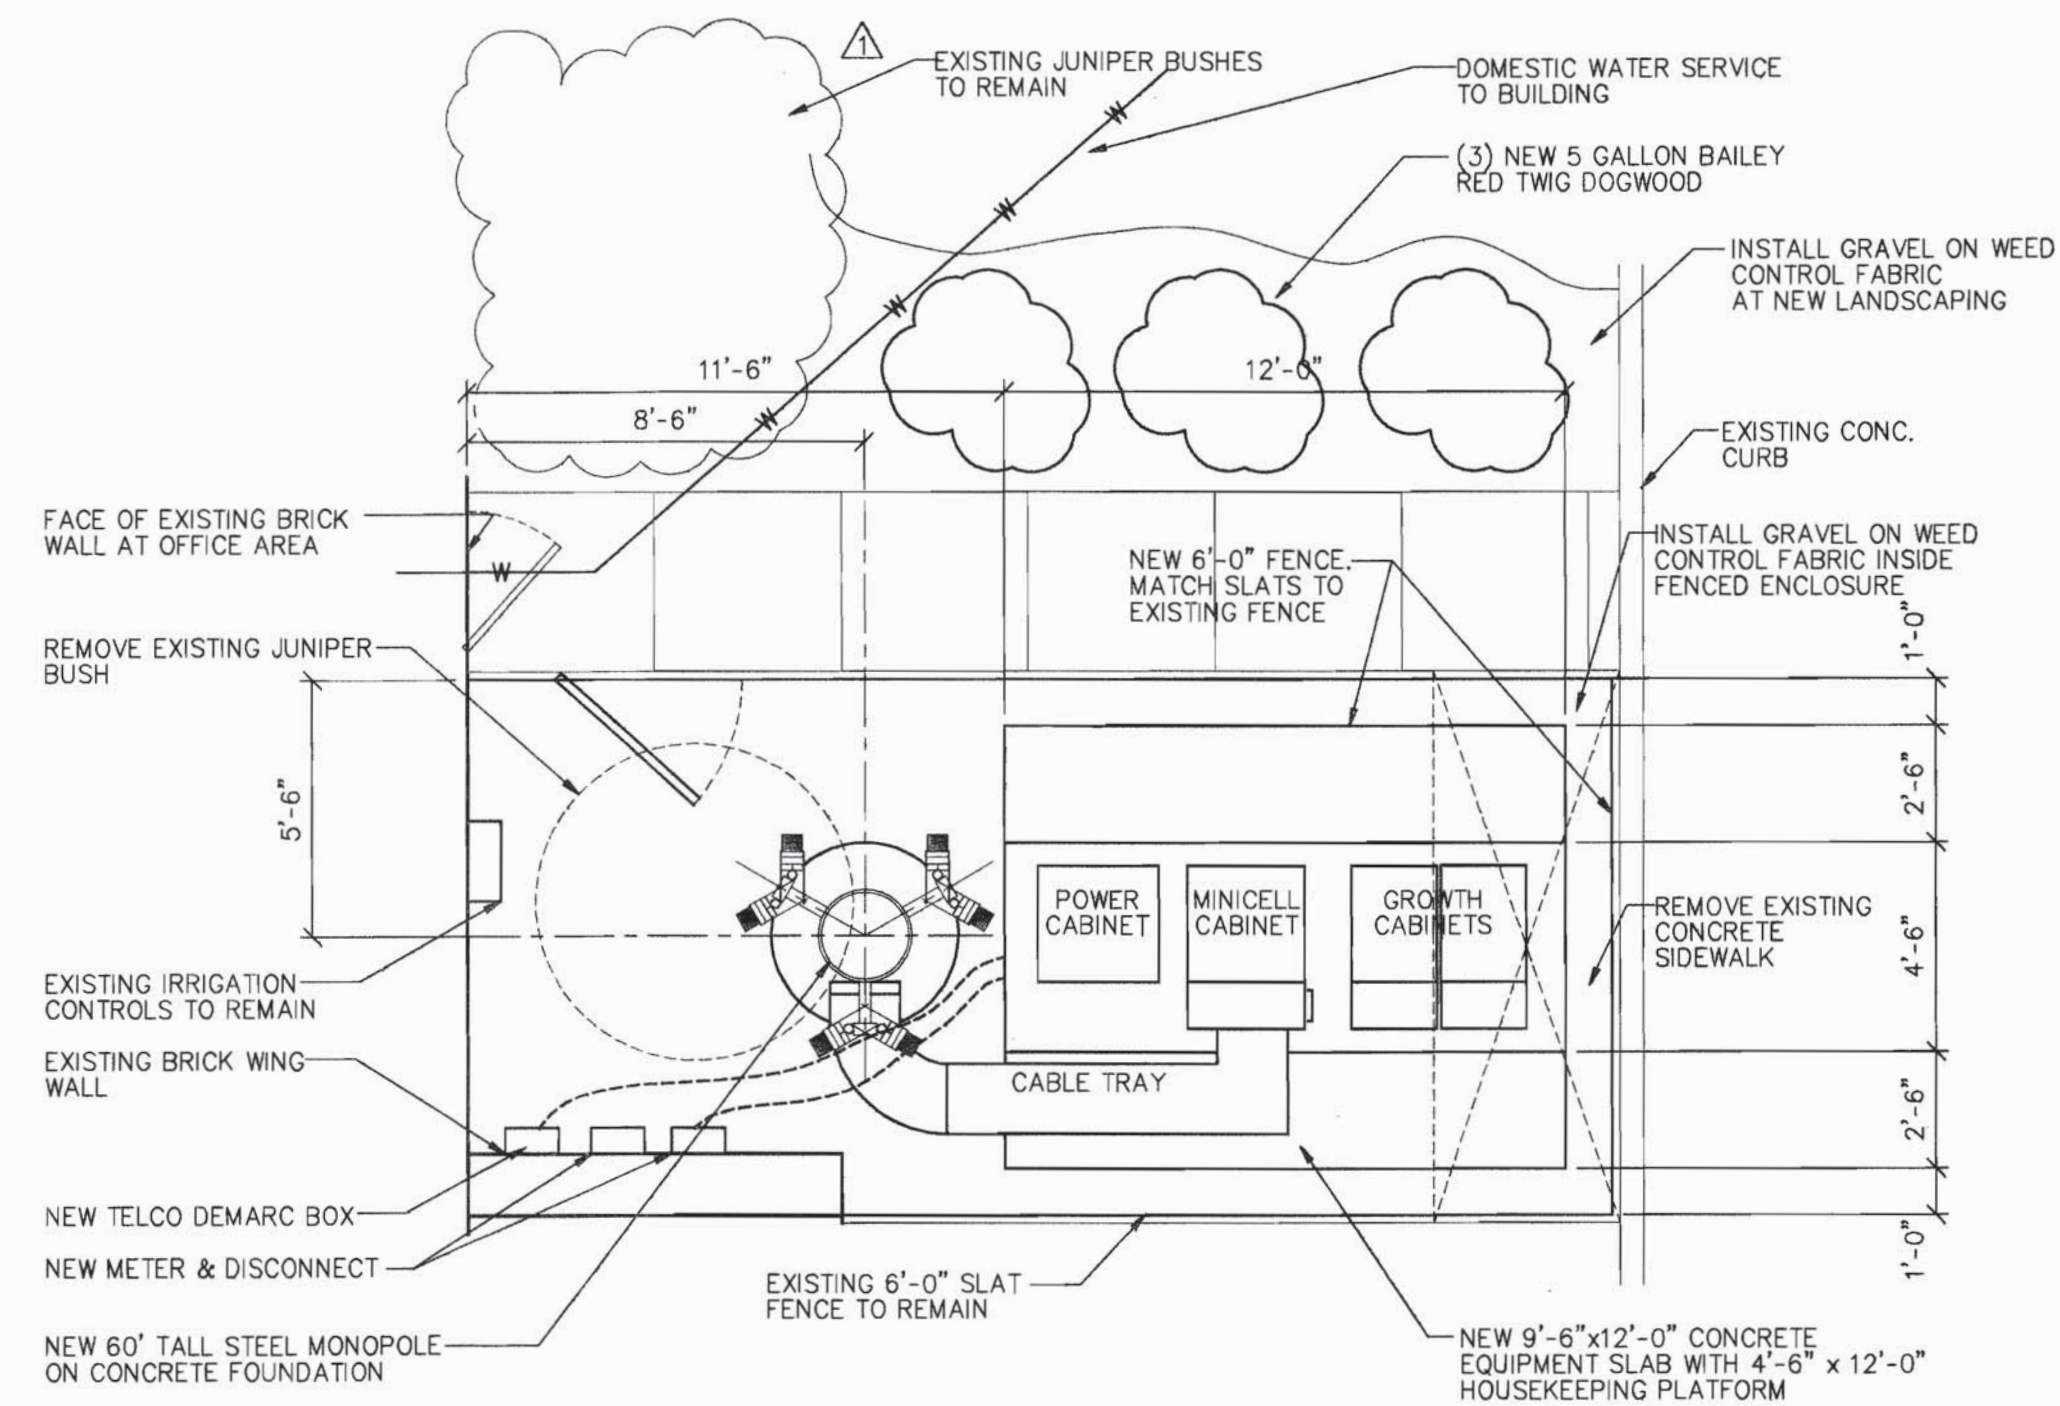 1
EXISTING JUNIPER BUSHES
TO REMAIN
DOMESTIC WATER SERVICE
TO BUILDING
(3) NEW 5 GALLON BAILEY
RED TWIG DOGWOOD
INSTALL GRAVEL ON WEED
CONTROL FABRIC
AT NEW LANDSCAPING
11'-6"
12'-0"
8'-6"
EXISTING CONC.
CURB
FACE OF EXISTING BRICK
WALL AT OFFICE AREA
W
W
W
W
W
NEW 6'-0" FENCE.
MATCH SLATS TO
EXISTING FENCE
INSTALL GRAVEL ON WEED
CONTROL FABRIC INSIDE
FENCED ENCLOSURE
REMOVE EXISTING JUNIPER
BUSH
1'-0"
2'-6"
4'-6"
2'-6"
1'-0"
5'-6"
POWER
CABINET
MINICELL
CABINET
GROWTH
CABINETS
REMOVE EXISTING
CONCRETE
SIDEWALK
EXISTING IRRIGATION
CONTROLS TO REMAIN
EXISTING BRICK WING
WALL
CABLE TRAY
NEW TELCO DEMARC BOX
NEW METER & DISCONNECT
EXISTING 6'-0" SLAT
FENCE TO REMAIN
NEW 60' TALL STEEL MONOPOLE
ON CONCRETE FOUNDATION
NEW 9'-6"x12'-0" CONCRETE
EQUIPMENT SLAB WITH 4'-6" x 12'-0"
HOUSEKEEPING PLATFORM